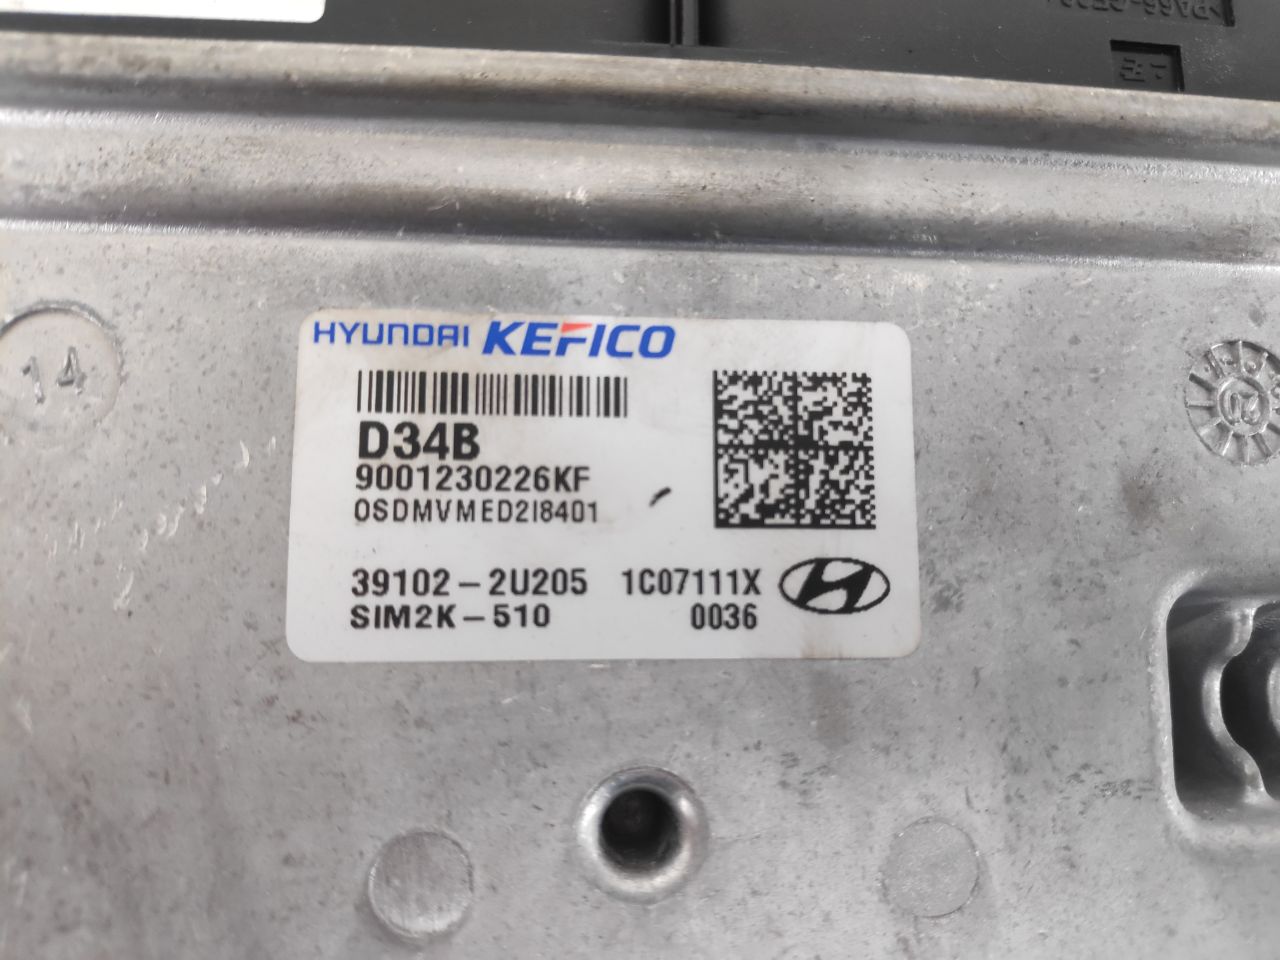 14
HYUNDAI KEFICO
D34B
9001230226KF
OSDMVMED2I8401
39102-2U205 1C07111X
SIM2K-510 0036